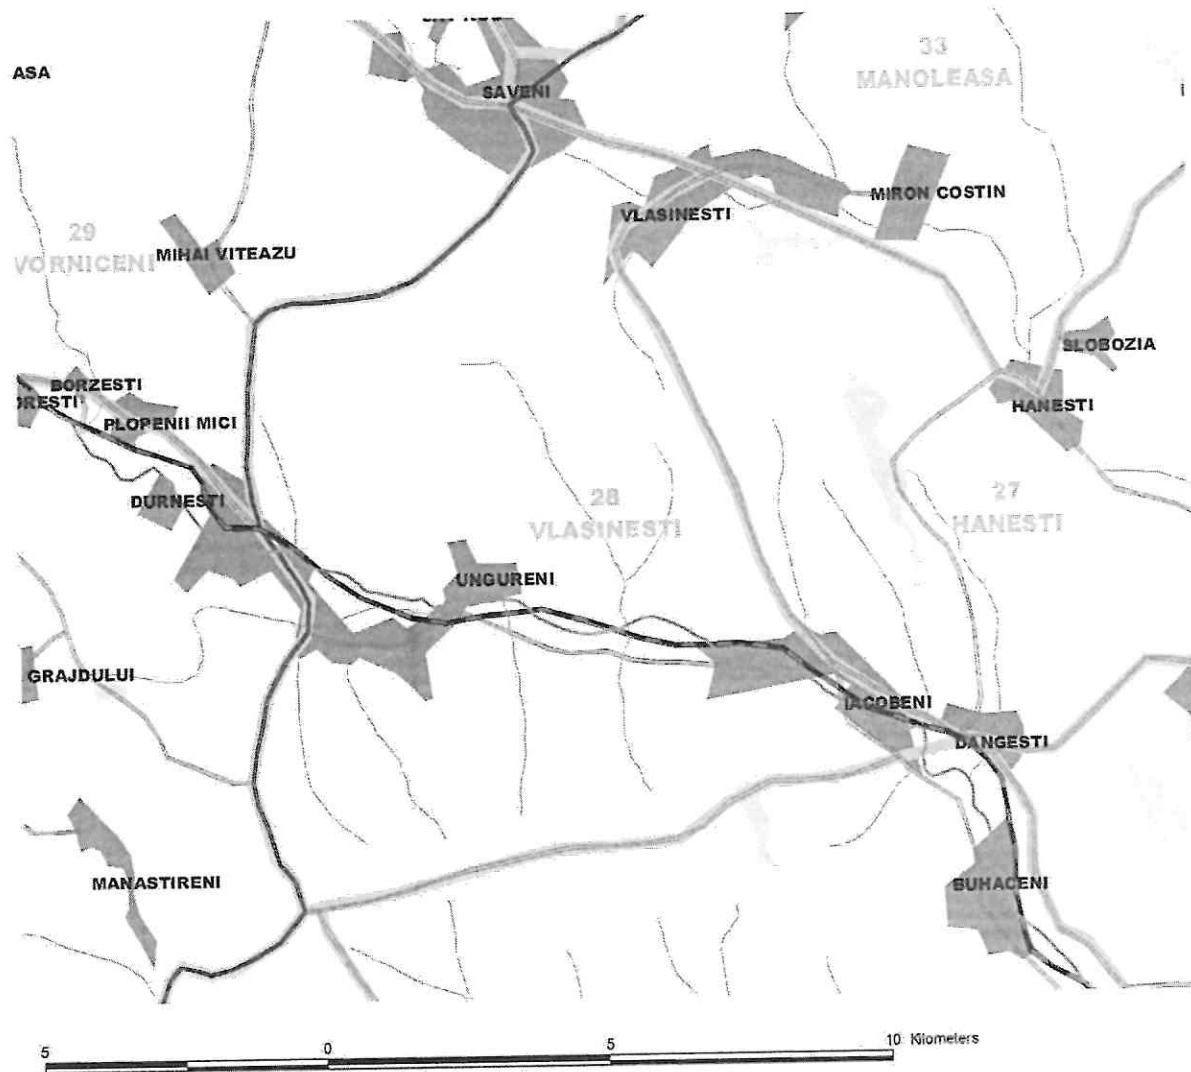 33
MANOLEASA
ASA
SAVENI
MIRON COSTIN
VLASINESTI
29
VORNICENI
MIHAI VITEAZU
SLOBOZIA
BORZESTI
HANESTI
PLOPENII MICI
DURNESTI
28
VLASINESTI
27
HANESTI
UNGURENI
GRAJDULUI
IACOBENI
DANGESTI
MANASTIRENI
BUHACENI
5 0 5 10 Kilometers